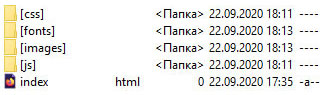 [css] <Папка> 22.09.2020 18:11 ----
[fonts] <Папка> 22.09.2020 18:13 ----
[images] <Папка> 22.09.2020 18:13 ----
[js] <Папка> 22.09.2020 18:11 ----
index html 0 22.09.2020 17:35 -a--